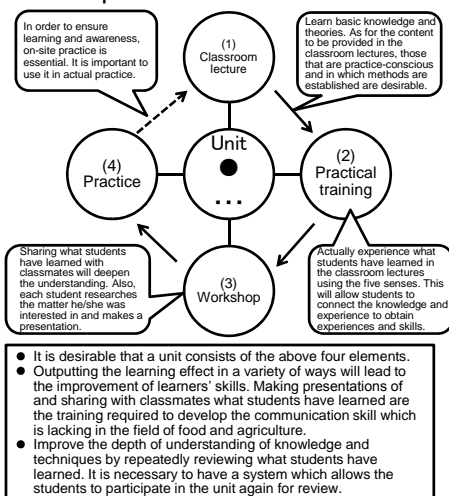 In order to ensure
learning and awareness,
on-site practice is
essential. It is important to
use it in actual practice.
(1)
Classroom
lecture
Learn basic knowledge and
theories. As for the content
to be provided in the
classroom lectures, those
that are practice-conscious
and in which methods are
established are desirable.
(4)
Practice
Unit
●
...
(2)
Practical
training
Sharing what students
have learned with
classmates will deepen
the understanding. Also,
each student researches
the matter he/she was
interested in and makes a
presentation.
(3)
Workshop
Actually experience what
students have learned in
the classroom lectures
using the five senses. This
will allow students to
connect the knowledge and
experience to obtain
experiences and skills.
● It is desirable that a unit consists of the above four elements.
● Outputting the learning effect in a variety of ways will lead to
the improvement of learners' skills. Making presentations of
and sharing with classmates what students have learned are
the training required to develop the communication skill which
is lacking in the field of food and agriculture.
● Improve the depth of understanding of knowledge and
techniques by repeatedly reviewing what students have
learned. It is necessary to have a system which allows the
students to participate in the unit again for review.